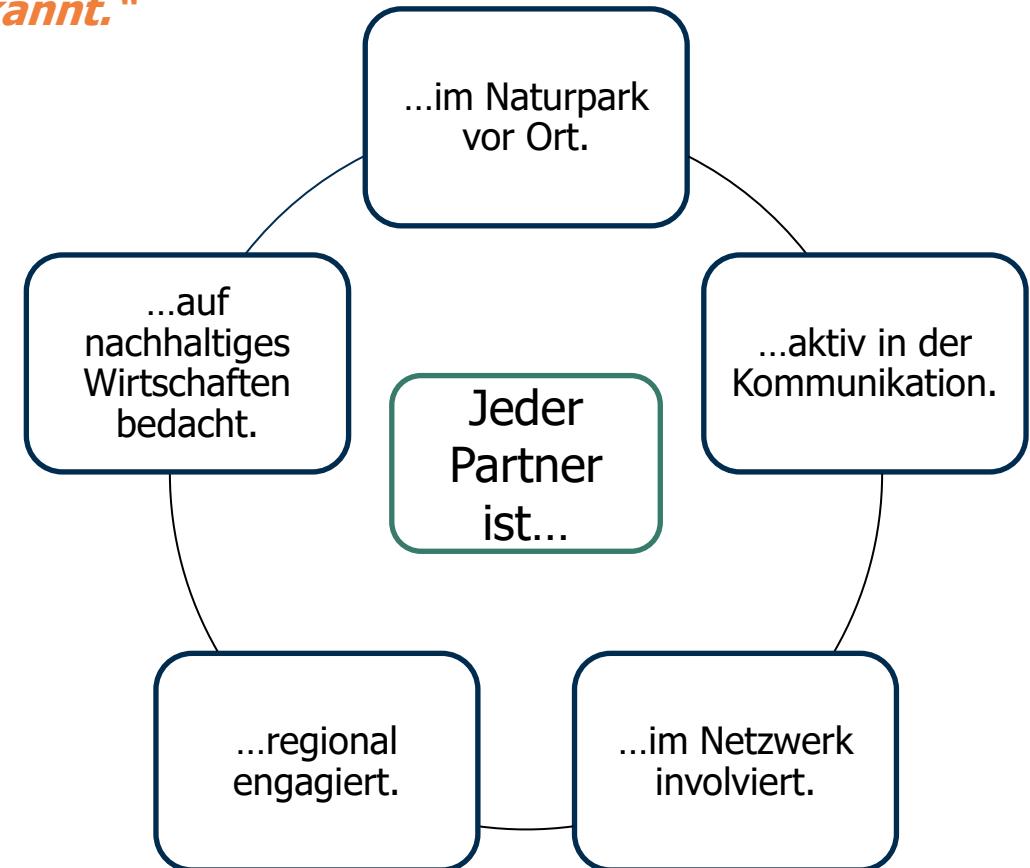 kannt."
…im Naturpark
vor Ort.
…aktiv in der
Kommunikation.
…im Netzwerk
involviert.
…regional
engagiert.
…auf
nachhaltiges
Wirtschaften
bedacht.
Jeder
Partner
ist…